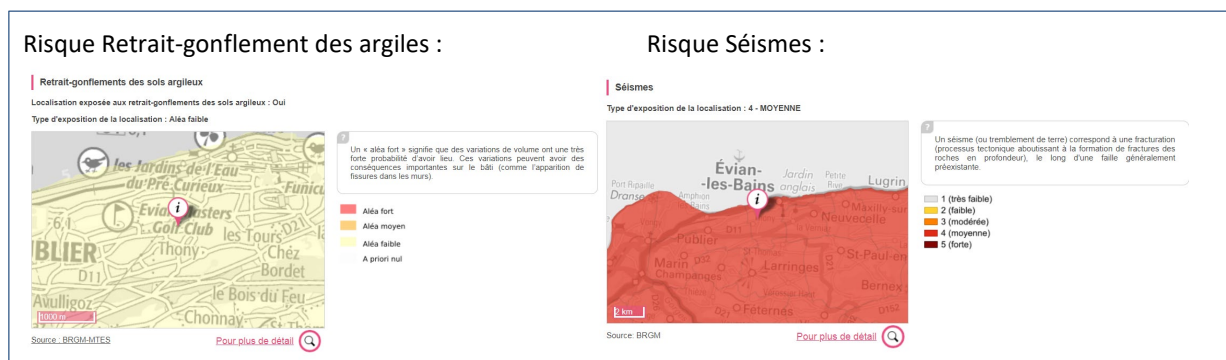 Risque Retrait-gonflement des argiles :
Retrait-gonflements des sols argileux
Localisation exposée aux retrait-gonflements des sols argileux : Oui
Type d'exposition de la localisation : Aléa faible
les Jardins de l'Eau
du Pré Curieux
Funicu
i
6,1
Evian Masters
Golf Club
les Tours
BLIER
Thony
Chez
Bordet
D11
le Bois du Feu
Avulligoz
Chonnay
St Thom
1000 m
Source : BRGM-MTES
Pour plus de détail
?
Un « aléa fort » signifie que des variations de volume ont une très
forte probabilité d'avoir lieu. Ces variations peuvent avoir des
conséquences importantes sur le bâti (comme l'apparition de
fissures dans les murs).
Aléa fort
Aléa moyen
Aléa faible
A priori nul
Risque Séismes :
Séismes
Type d'exposition de la localisation : 4 - MOYENNE
Évian-
-les-Bains
Jardin
anglais
Petite
Rive
Lugrin
Port Ripaille
Dranse
Amphion
les Bains
i
Maxilly-sur
Neuvecelle
D11
Publier
St-Paul-en
Marin
D32
Larringes
Champanges
D21
Bernex
Féternes
D21
D152
2 km
Source: BRGM
Pour plus de détail
?
Un séisme (ou tremblement de terre) correspond à une fracturation
(processus tectonique aboutissant à la formation de fractures des
roches en profondeur), le long d'une faille généralement
préexistante.
1 (très faible)
2 (faible)
3 (modérée)
4 (moyenne)
5 (forte)